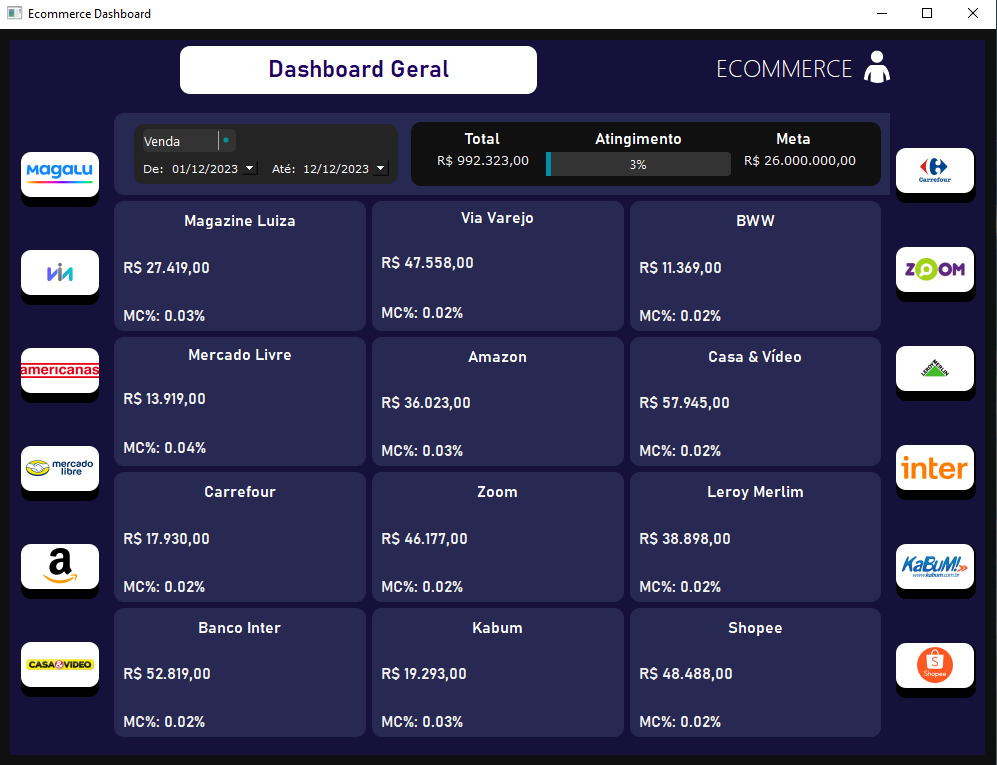 Ecommerce Dashboard
Dashboard Geral
ECOMMERCE
Venda
De: 01/12/2023 Até: 12/12/2023
Total Atingimento Meta
R$ 992.323,00 3% R$ 26.000.000,00
Magalu
via
americanas
mercado
libre
a
CASA&VIDEO
Magazine Luiza
R$ 27.419,00
MC%: 0.03%
Via Varejo
R$ 47.558,00
MC%: 0.02%
BWW
R$ 11.369,00
MC%: 0.02%
Mercado Livre
R$ 13.919,00
MC%: 0.04%
Amazon
R$ 36.023,00
MC%: 0.03%
Casa & Vídeo
R$ 57.945,00
MC%: 0.02%
Carrefour
R$ 17.930,00
MC%: 0.02%
Zoom
R$ 46.177,00
MC%: 0.02%
Leroy Merlim
R$ 38.898,00
MC%: 0.02%
Banco Inter
R$ 52.819,00
MC%: 0.02%
Kabum
R$ 19.293,00
MC%: 0.03%
Shopee
R$ 48.488,00
MC%: 0.02%
Carrefour
ZOOM
LEROY MERLIN
inter
KaBuM!
www.kabum.com.br
S
Shopee